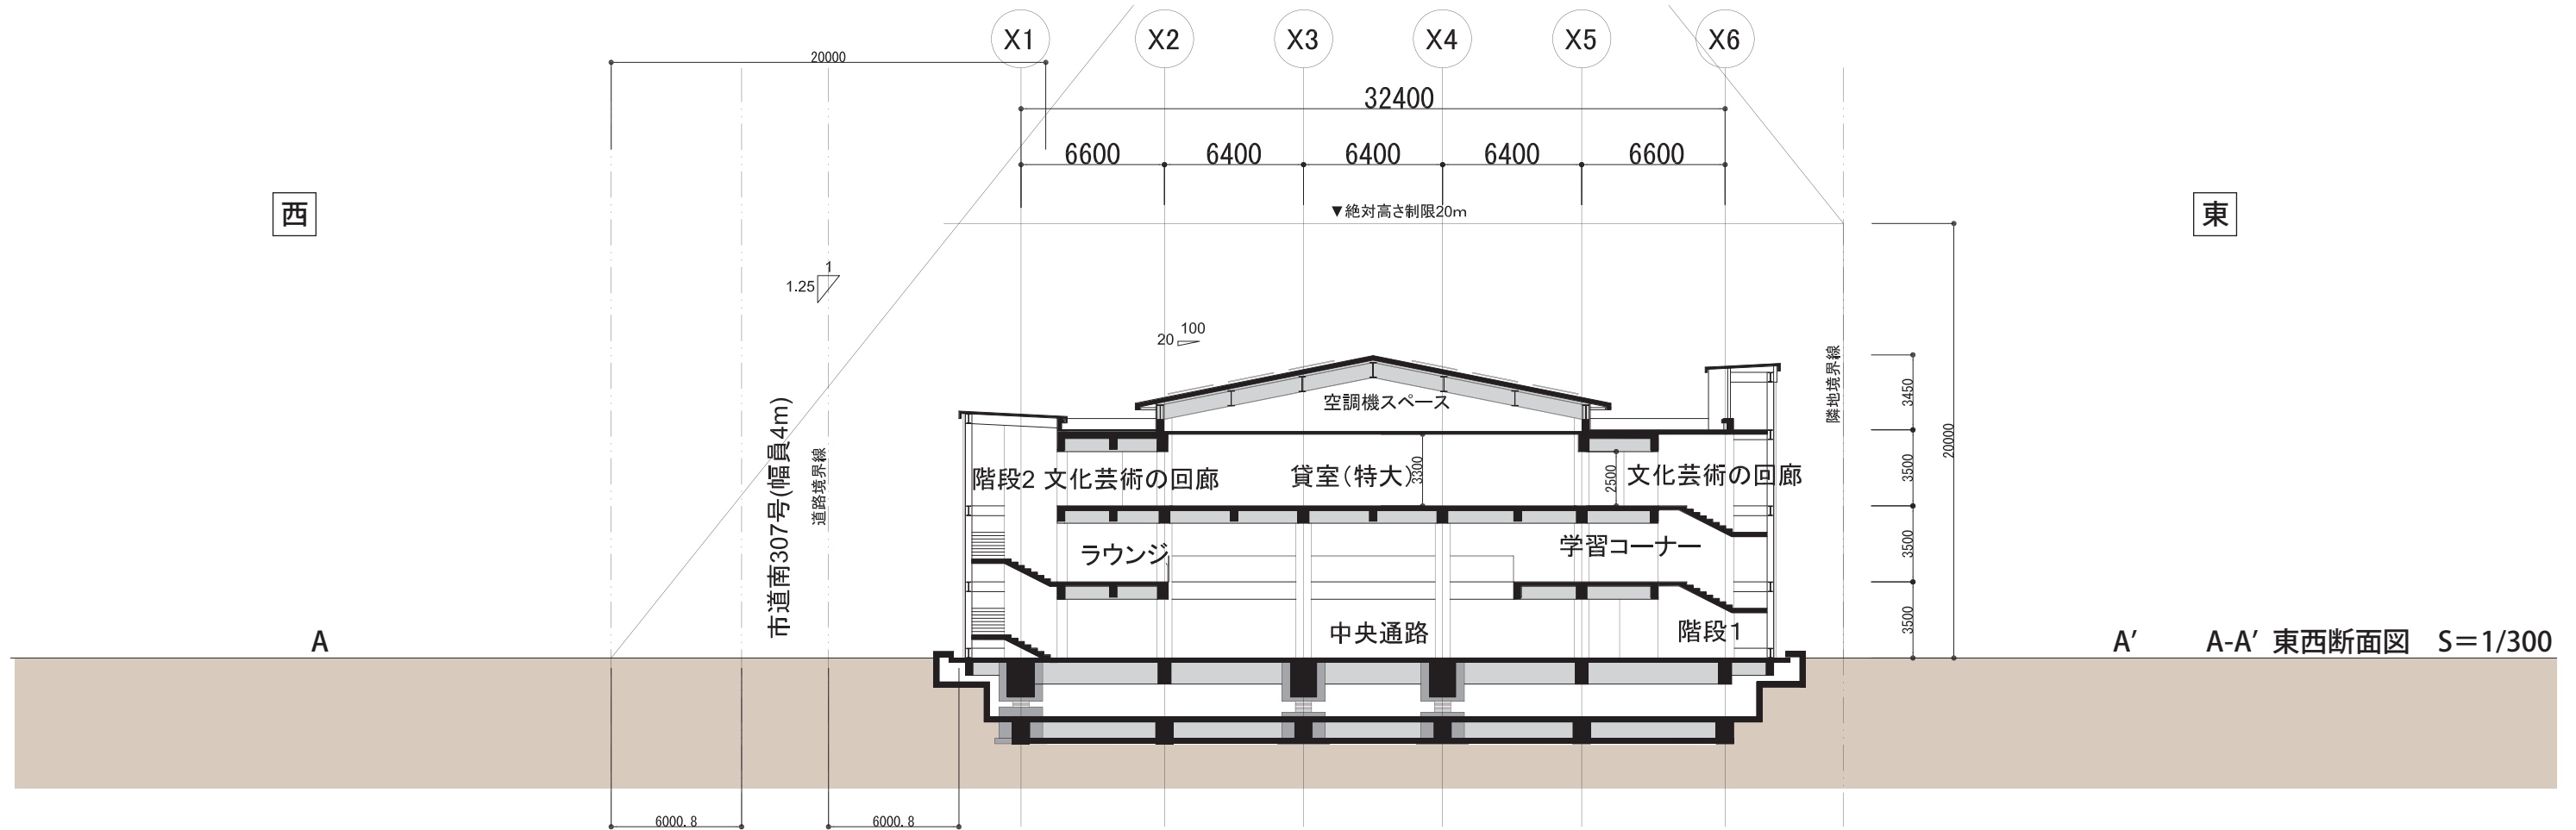 X1 X2 X3 X4 X5 X6
20000
32400
6600 6400 6400 6400 6600
▼絶対高さ制限20m
西
東
1
1.25
100
20
空調機スペース
隣地境界線
3450
3500
3500
3500
20000
市道南307号(幅員4m)
道路境界線
階段2 文化芸術の回廊
貸室(特大)
3300
2500
文化芸術の回廊
ラウンジ
学習コーナー
中央通路
階段1
A
A′ A-A′ 東西断面図 S=1/300
6000.8 6000.8